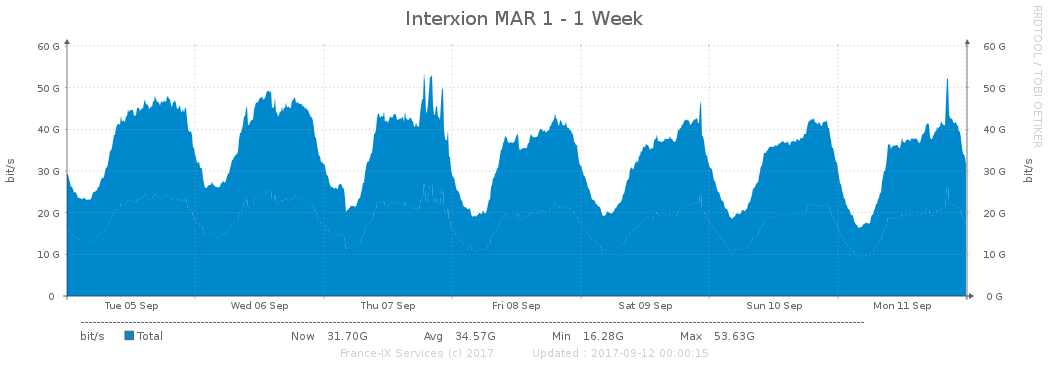 Interxion MAR 1 - 1 Week
RRDTOOL / TOBI OETIKER
bit/s
60 G 60 G
50 G 50 G
40 G 40 G
30 G 30 G
20 G 20 G
10 G 10 G
0 0 G
bit/s
Tue 05 Sep Wed 06 Sep Thu 07 Sep Fri 08 Sep Sat 09 Sep Sun 10 Sep Mon 11 Sep
bit/s Total Now 31.70G Avg 34.57G Min 16.28G Max 53.63G
France-IX Services (c) 2017 Updated : 2017-09-12 00:00:15